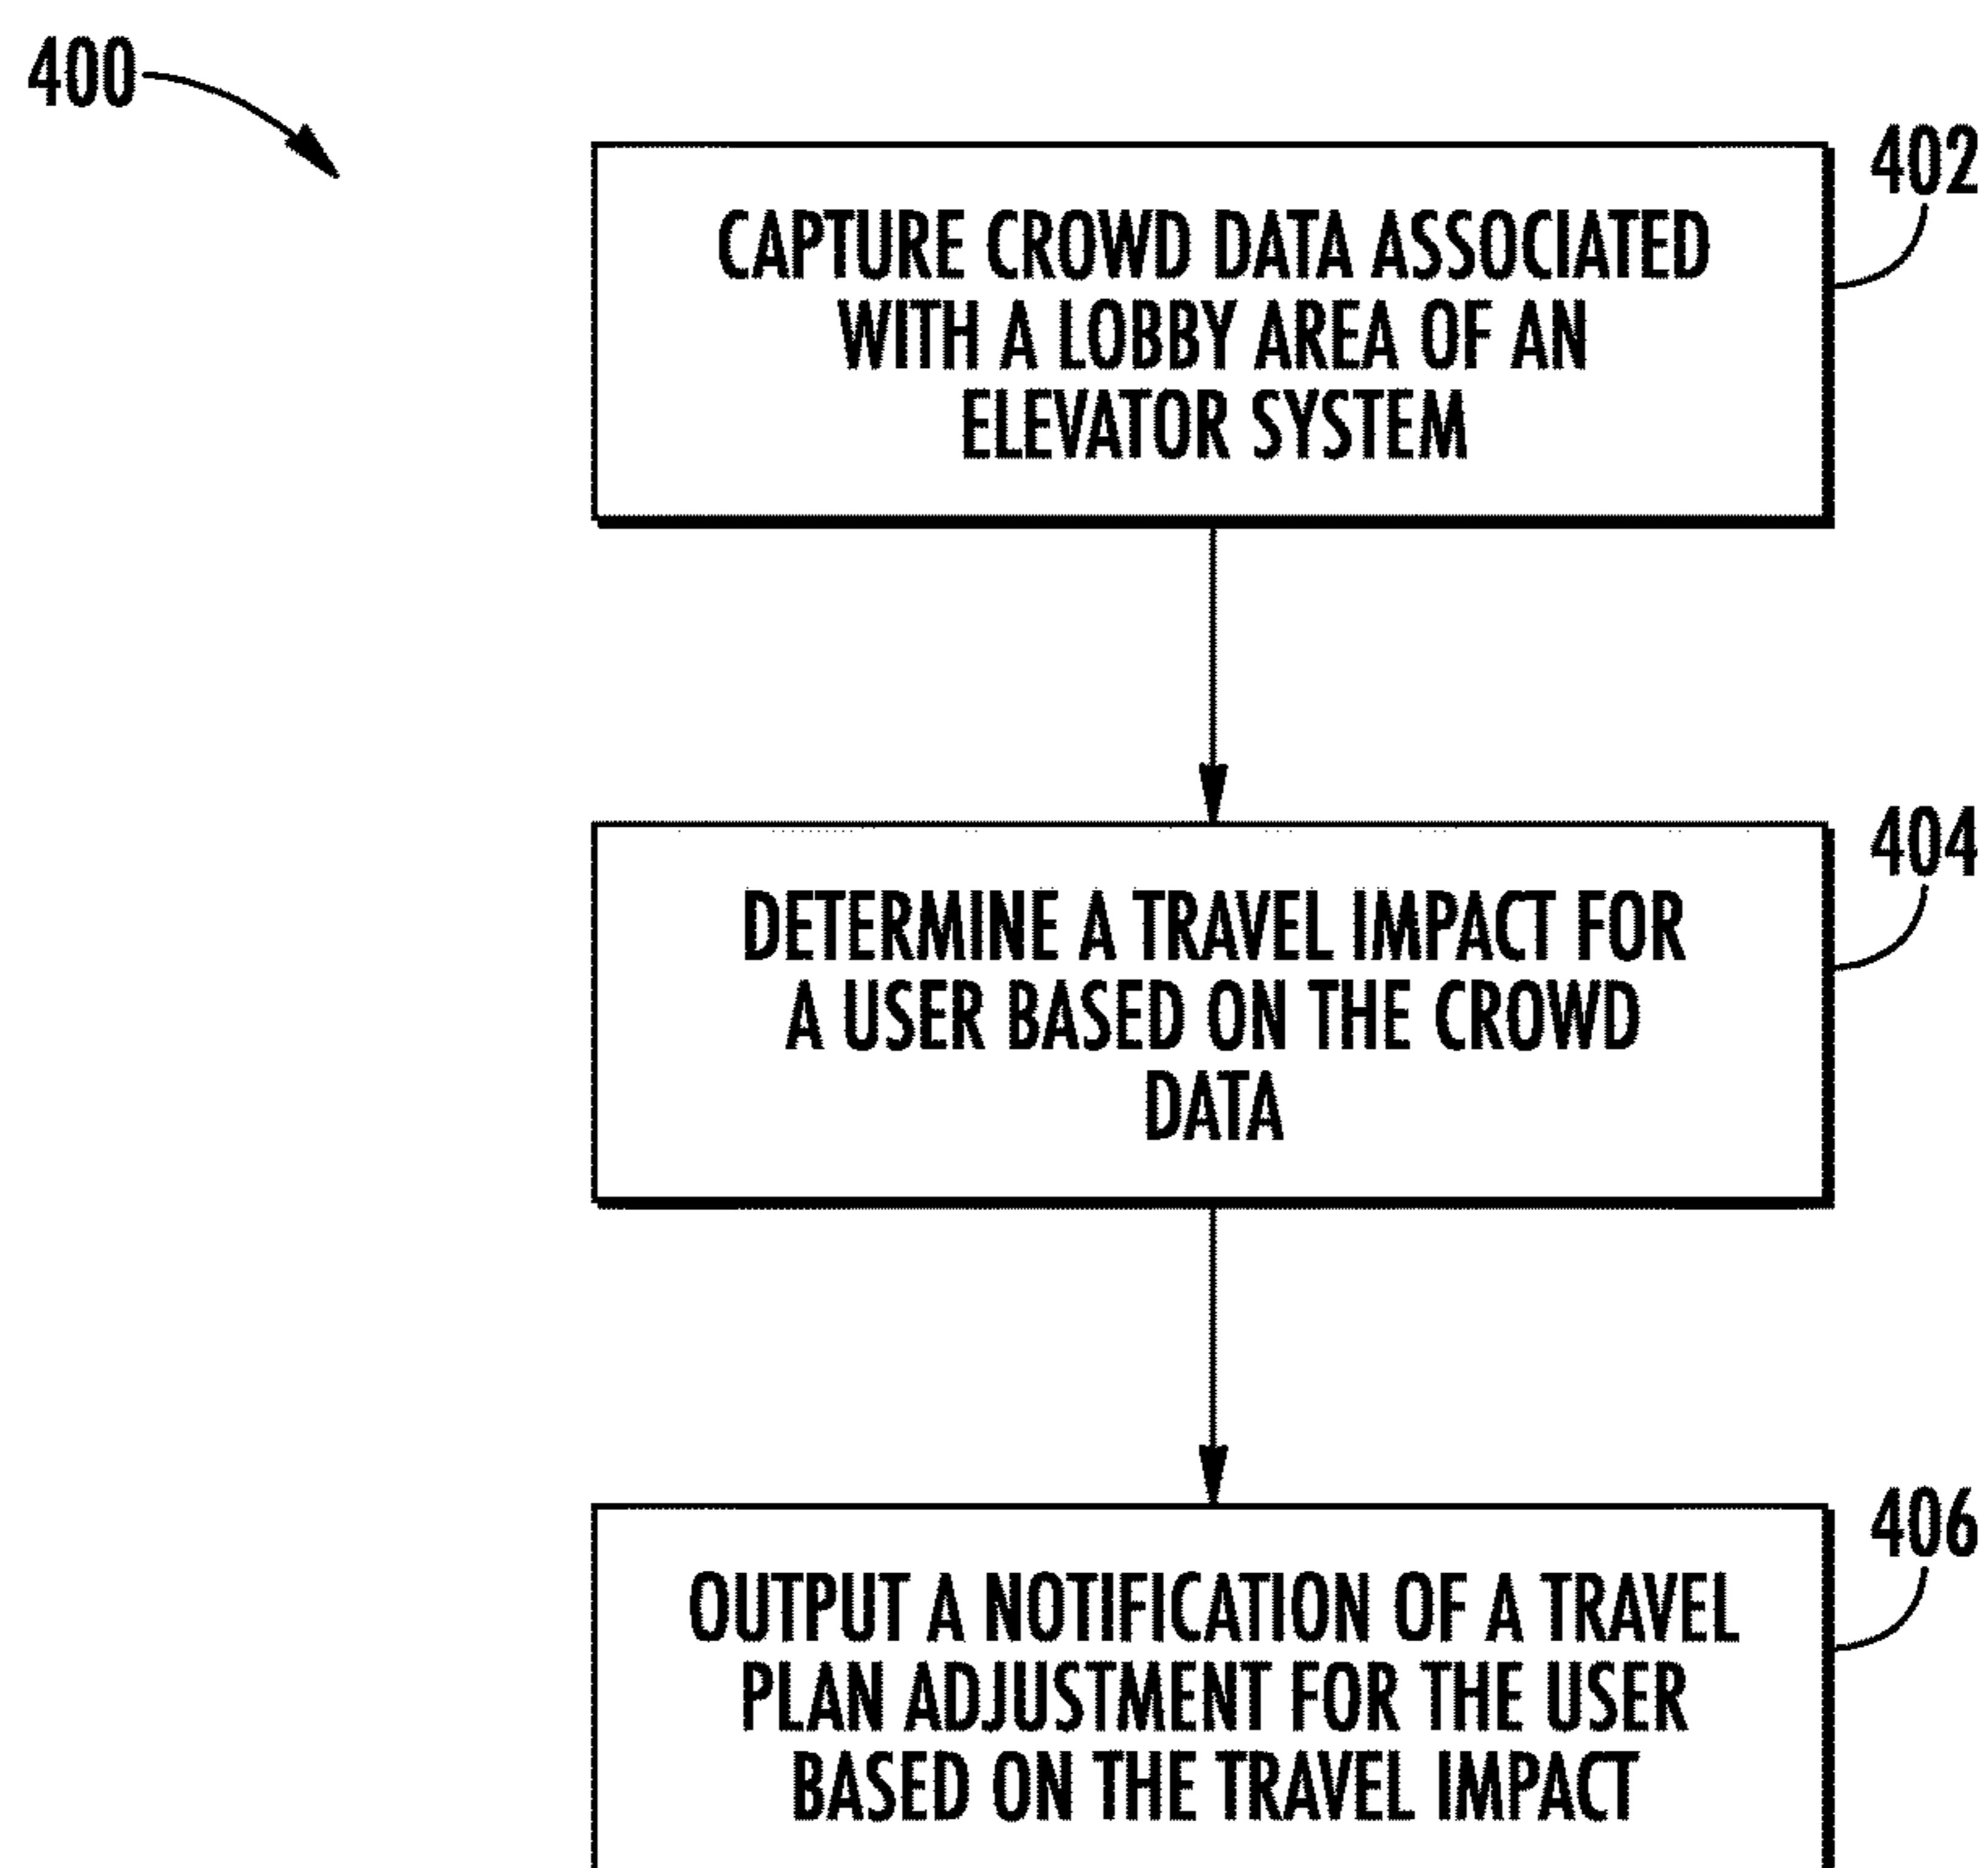 400
402
CAPTURE CROWD DATA ASSOCIATED
WITH A LOBBY AREA OF AN
ELEVATOR SYSTEM
404
DETERMINE A TRAVEL IMPACT FOR
A USER BASED ON THE CROWD
DATA
406
OUTPUT A NOTIFICATION OF A TRAVEL
PLAN ADJUSTMENT FOR THE USER
BASED ON THE TRAVEL IMPACT